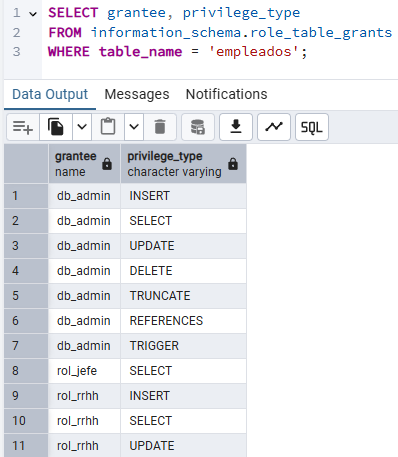 1 SELECT grantee, privilege_type
2 FROM information_schema.role_table_grants
3 WHERE table_name = 'empleados';
Data Output Messages Notifications
SQL
grantee privilege_type
name character varying
1 db_admin INSERT
2 db_admin SELECT
3 db_admin UPDATE
4 db_admin DELETE
5 db_admin TRUNCATE
6 db_admin REFERENCES
7 db_admin TRIGGER
8 rol_jefe SELECT
9 rol_rrhh INSERT
10 rol_rrhh SELECT
11 rol_rrhh UPDATE